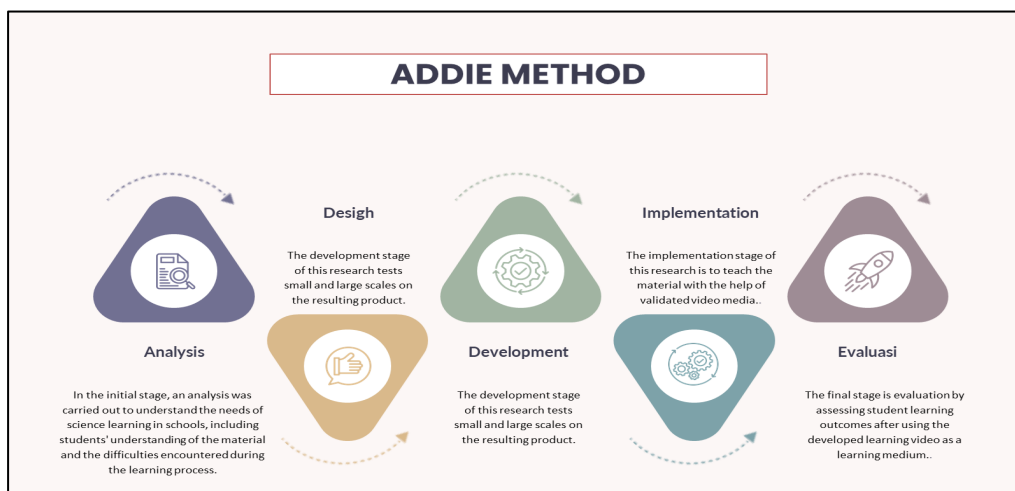 ADDIE METHOD
Analysis
In the initial stage, an analysis was
carried out to understand the needs of
science learning in schools, including
students' understanding of the material
and the difficulties encountered during
the learning process.
Desigh
The development stage
of this research tests
small and large scales on
the resulting product.
Development
The development stage
of this research tests
small and large scales on
the resulting product.
Implementation
The implementation stage of
this research is to teach the
material with the help of
validated video media..
Evaluasi
The final stage is evaluation by
assessing student learning
outcomes after using the
developed learning video as a
learning medium..